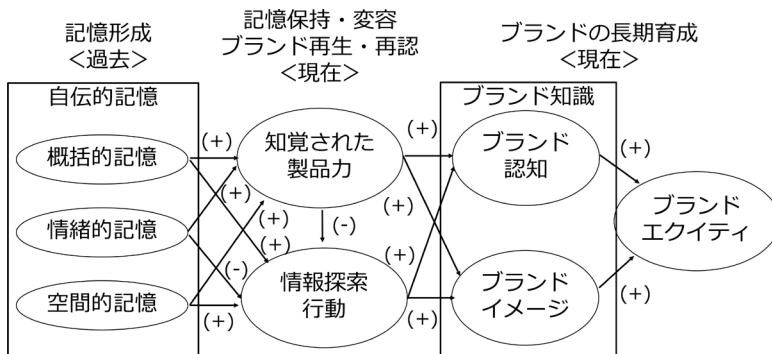 記憶形成
<過去>
記憶保持・変容
ブランド再生・再認
<現在>
ブランドの長期育成
<現在>
自伝的記憶
ブランド知識
概括的記憶
情緒的記憶
空間的記憶
(+)
(+)
(+)
(+)
(-)
(+)
知覚された
製品力
(-)
情報探索
行動
(+)
(+)
(+)
(+)
ブランド
認知
ブランド
イメージ
(+)
(+)
ブランド
エクイティ